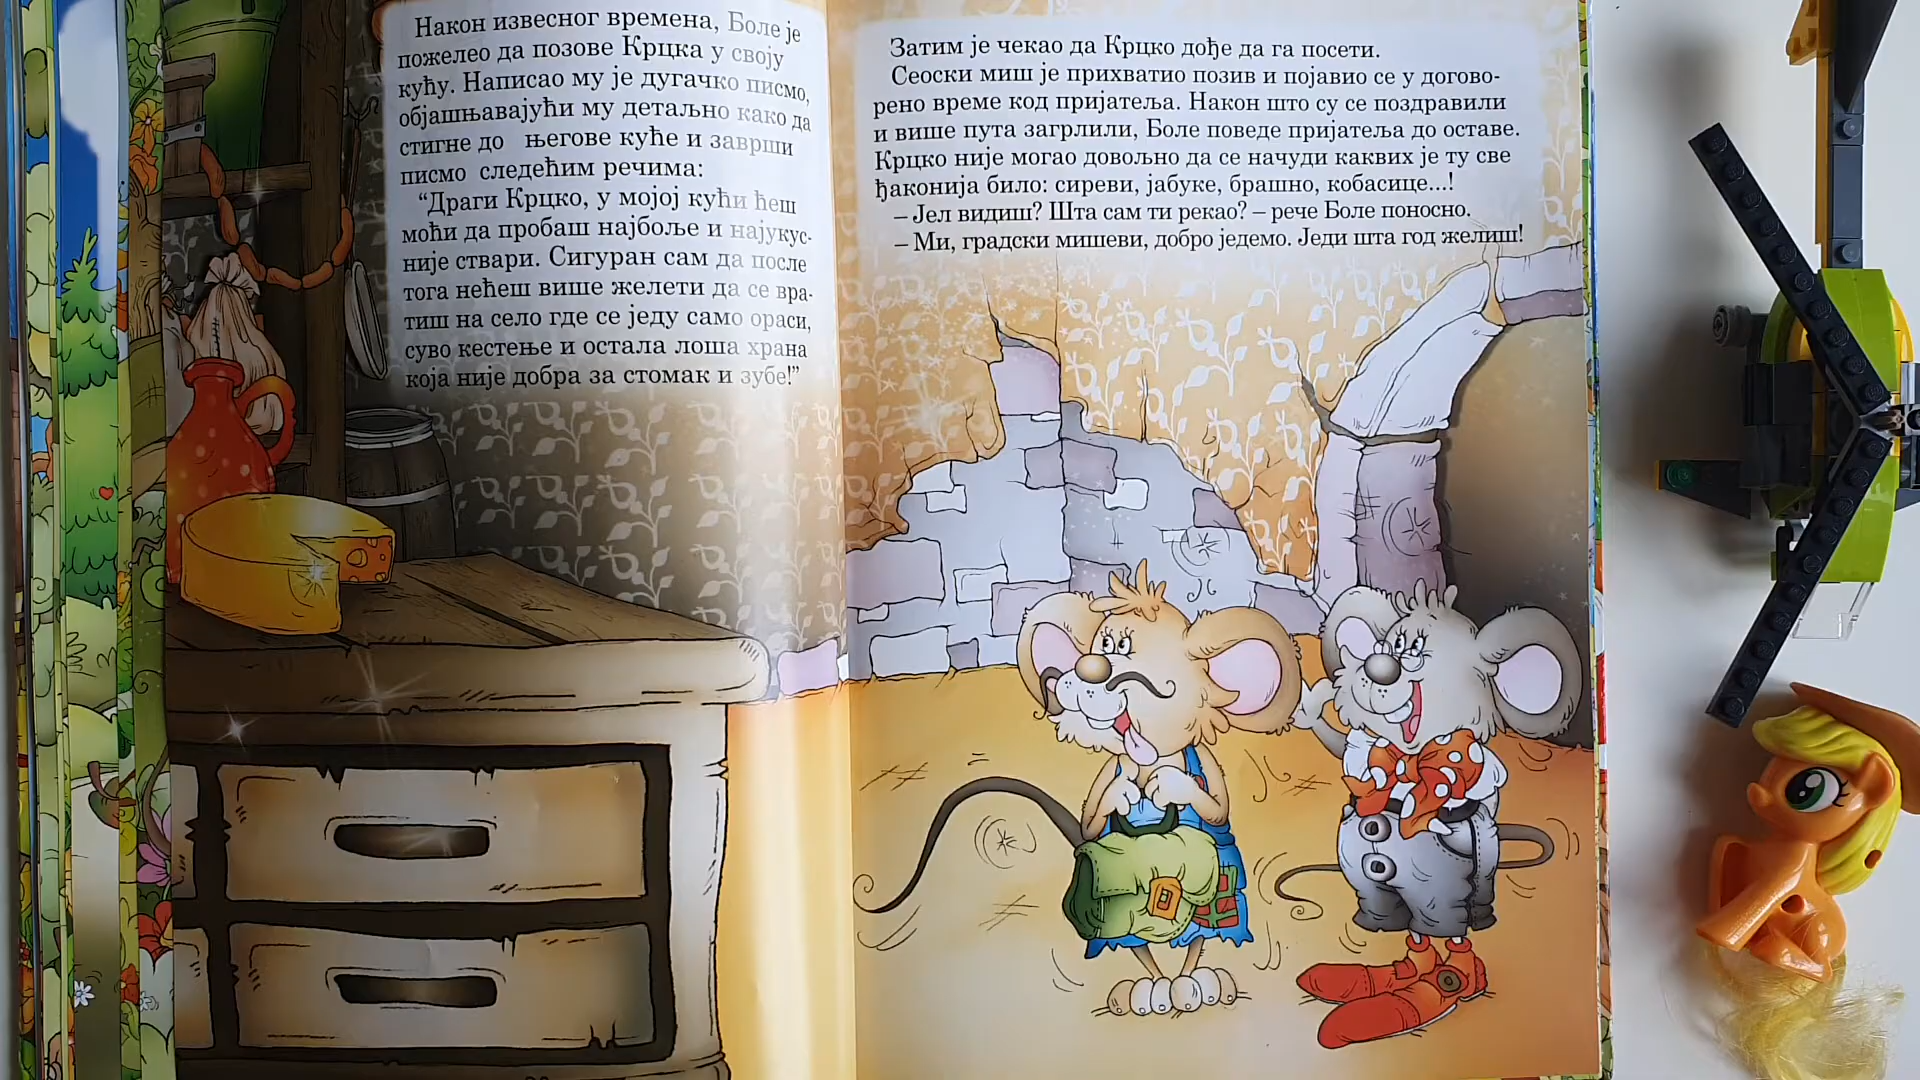 Након извесног времена, Боле је
пожелео да позове Крцка у своју
кућу. Написао му је дугачко писмо,
објашњавајући му детаљно како да
стигне до његове куће и заврши
писмо следећим речима:
“Драги Крцко, у мојој кући ћеш
моћи да пробаш најбоље и најукус-
није ствари. Сигуран сам да после
тога нећеш више желети да се вра-
тиш на село где се једу само ораси,
суво кестење и остала лоша храна
која није добра за стомак и зубе!”
Затим је чекао да Крцко дође да га посети.
Сеоски миш је прихватио позив и појавио се у догово-
рено време код пријатеља. Након што су се поздравили
и више пута загрлили, Боле поведе пријатеља до оставе.
Крцко није могао довољно да се начуди каквих је ту све
ђаконија било: сиреви, јабуке, брашно, кобасице...!
– Јел видиш? Шта сам ти рекао? – рече Боле поносно.
– Ми, градски мишеви, добро једемо. Једи шта год желиш!